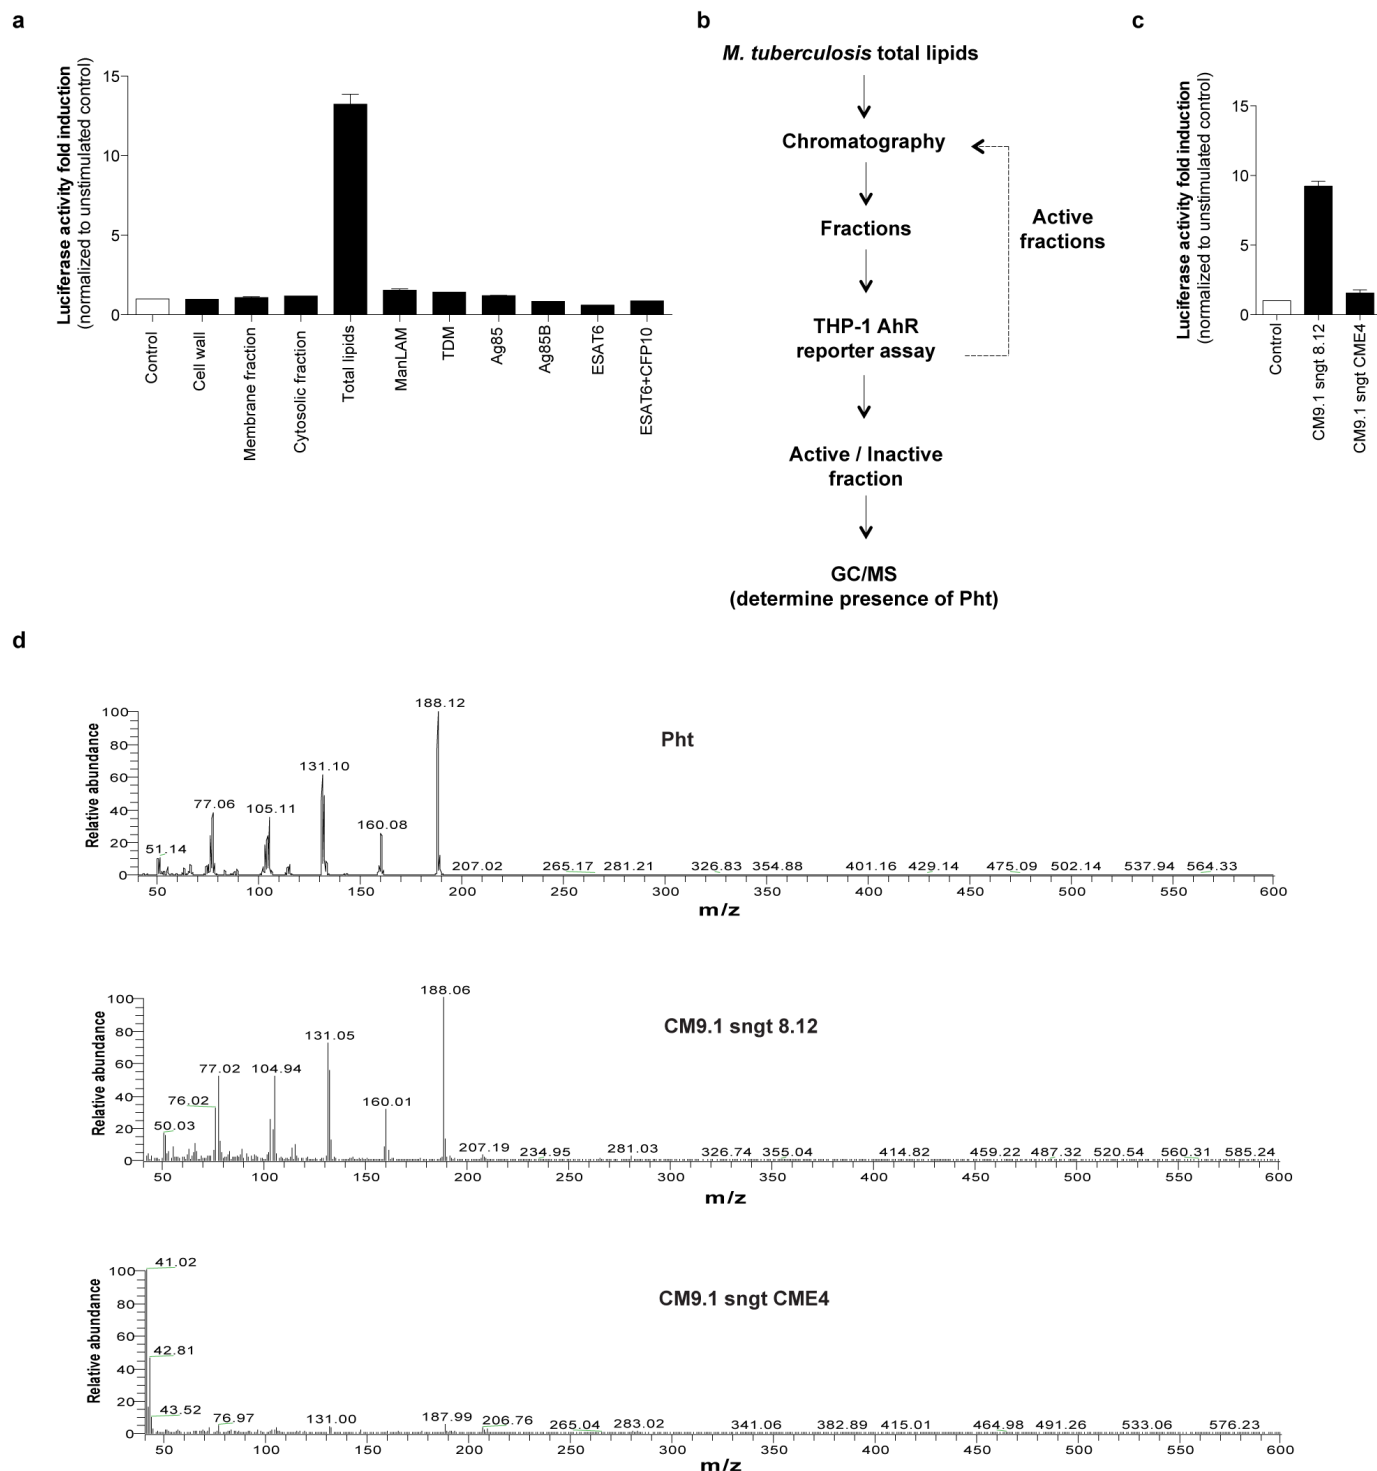 a
Luciferase activity fold induction
(normalized to unstimulated control)
15
10
5
0
Control
Cell wall
Membrane fraction
Cytosolic fraction
Total lipids
ManLAM
TDM
Ag85
Ag85B
ESAT6
ESAT6+CFP10
b
M. tuberculosis total lipids
Chromatography
Fractions
THP-1 AhR
reporter assay
Active
fractions
Active / Inactive
fraction
GC/MS
(determine presence of Pht)
c
Luciferase activity fold induction
(normalized to unstimulated control)
15
10
5
0
Control
CM9.1 sngt 8.12
CM9.1 sngt CME4
d
Pht
Relative abundance
100
80
60
40
20
0
51.14
77.06
105.11
131.10
160.08
188.12
207.02
265.17
281.21
326.83
354.88
401.16
429.14
475.09
502.14
537.94
564.33
50
100
150
200
250
300
350
400
450
500
550
600
m/z
CM9.1 sngt 8.12
Relative abundance
100
80
60
40
20
0
50.03
76.02
77.02
104.94
131.05
160.01
188.06
207.19
234.95
281.03
326.74
355.04
414.82
459.22
487.32
520.54
560.31
585.24
50
100
150
200
250
300
350
400
450
500
550
600
m/z
CM9.1 sngt CME4
Relative abundance
100
80
60
40
20
0
41.02
42.81
43.52
76.97
131.00
187.99
206.76
265.04
283.02
341.06
382.89
415.01
464.98
491.26
533.06
576.23
50
100
150
200
250
300
350
400
450
500
550
600
m/z